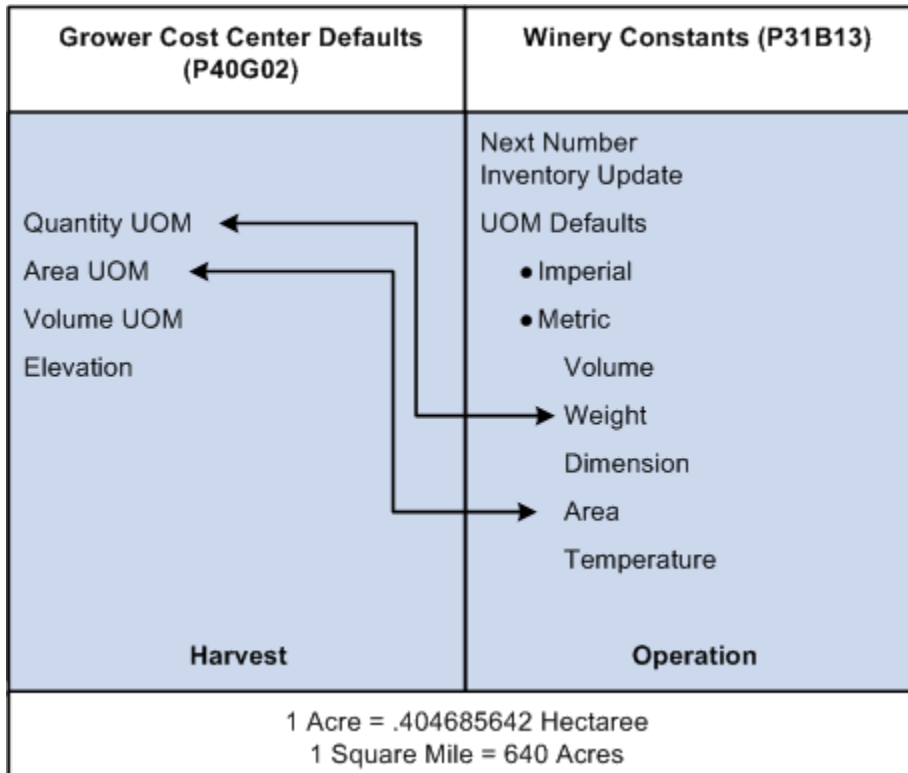 Grower Cost Center Defaults
(P40G02)
Winery Constants (P31B13)
Quantity UOM
Area UOM
Volume UOM
Elevation
Harvest
Next Number
Inventory Update
UOM Defaults
● Imperial
● Metric
Volume
Weight
Dimension
Area
Temperature
Operation
1 Acre = .404685642 Hectaree
1 Square Mile = 640 Acres